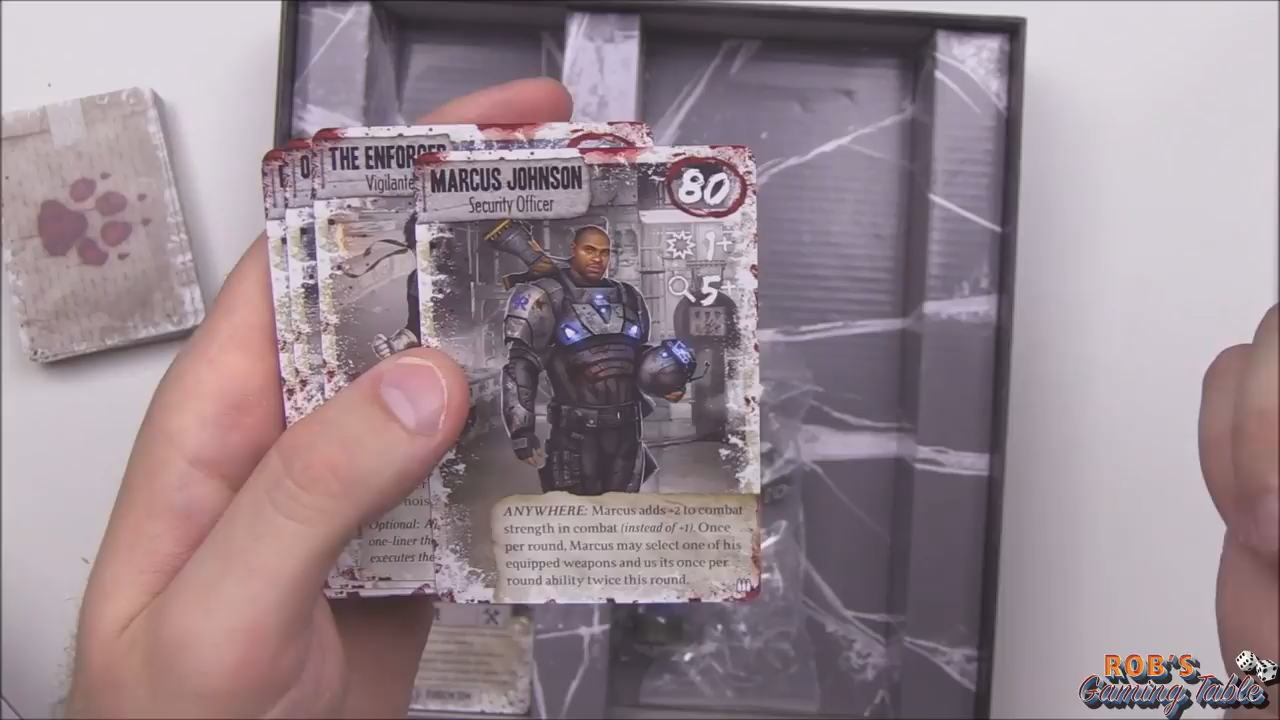 THE ENFORCER
Vigilante
MARCUS JOHNSON
Security Officer
80
1+
5+
ANYWHERE: Marcus adds +2 to combat
strength in combat (instead of +1). Once
per round, Marcus may select one of his
equipped weapons and us its once per
round ability twice this round.
Optional:
one-liner
executes the
ROB'S
Gaming Table